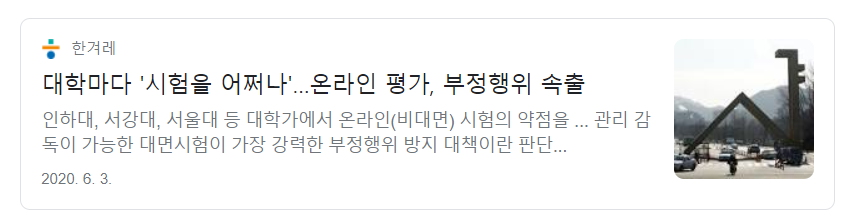 한겨레
대학마다 '시험을 어쩌나'...온라인 평가, 부정행위 속출
인하대, 서강대, 서울대 등 대학가에서 온라인(비대면) 시험의 약점을 ... 관리 감
독이 가능한 대면시험이 가장 강력한 부정행위 방지 대책이란 판단...
2020. 6. 3.